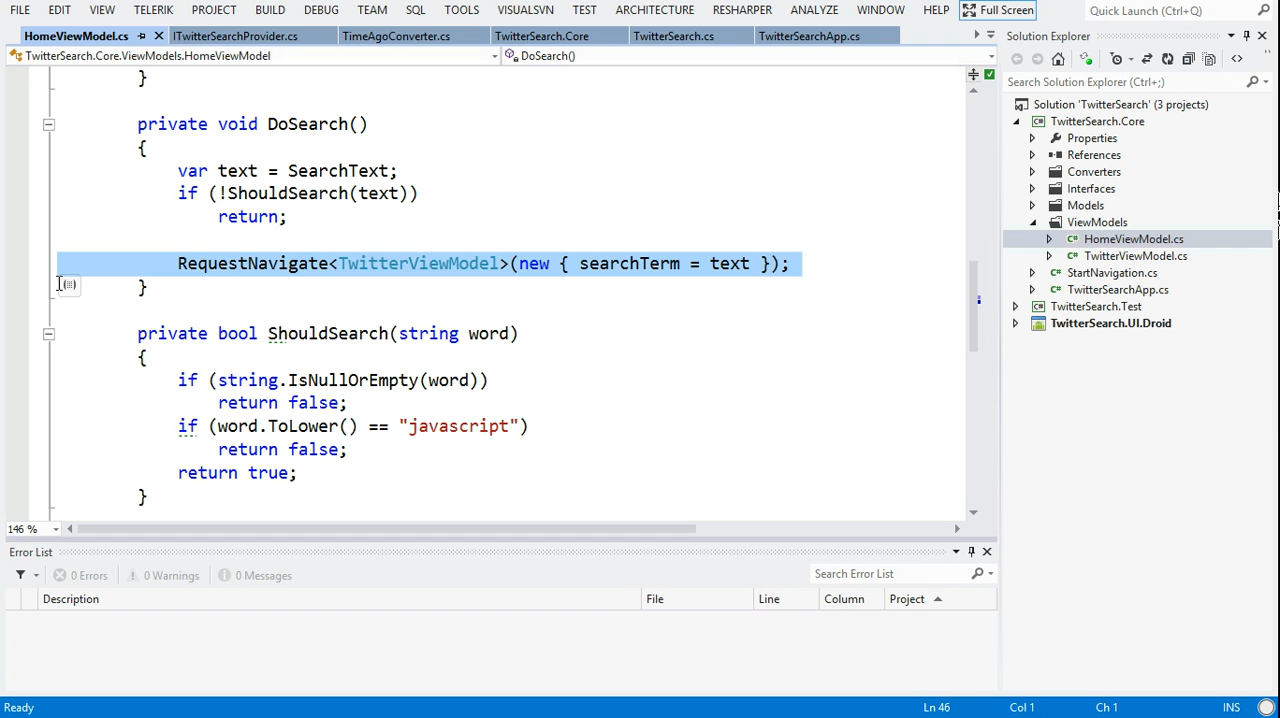 FILE EDIT VIEW TELERIK PROJECT BUILD DEBUG TEAM SQL TOOLS VISUALSVN TEST ARCHITECTURE RESHARPER ANALYZE WINDOW HELP Full Screen Quick Launch (Ctrl+Q)
HomeViewModel.cs ITwitterSearchProvider.cs TimeAgoConverter.cs TwitterSearch.Core TwitterSearch.cs TwitterSearchApp.cs
TwitterSearch.Core.ViewModels.HomeViewModel DoSearch()
}
private void DoSearch()
{
var text = SearchText;
if (!ShouldSearch(text))
return;
RequestNavigate<TwitterViewModel>(new { searchTerm = text });
}
private bool ShouldSearch(string word)
{
if (string.IsNullOrEmpty(word))
return false;
if (word.ToLower() == "javascript")
return false;
return true;
}
146 %
Solution Explorer
Search Solution Explorer (Ctrl+;)
Solution 'TwitterSearch' (3 projects)
TwitterSearch.Core
Properties
References
Converters
Interfaces
Models
ViewModels
HomeViewModel.cs
TwitterViewModel.cs
StartNavigation.cs
TwitterSearchApp.cs
TwitterSearch.Test
TwitterSearch.UI.Droid
Error List
0 Errors 0 Warnings 0 Messages Search Error List
Description File Line Column Project
Ready Ln 46 Col 1 Ch 1 INS